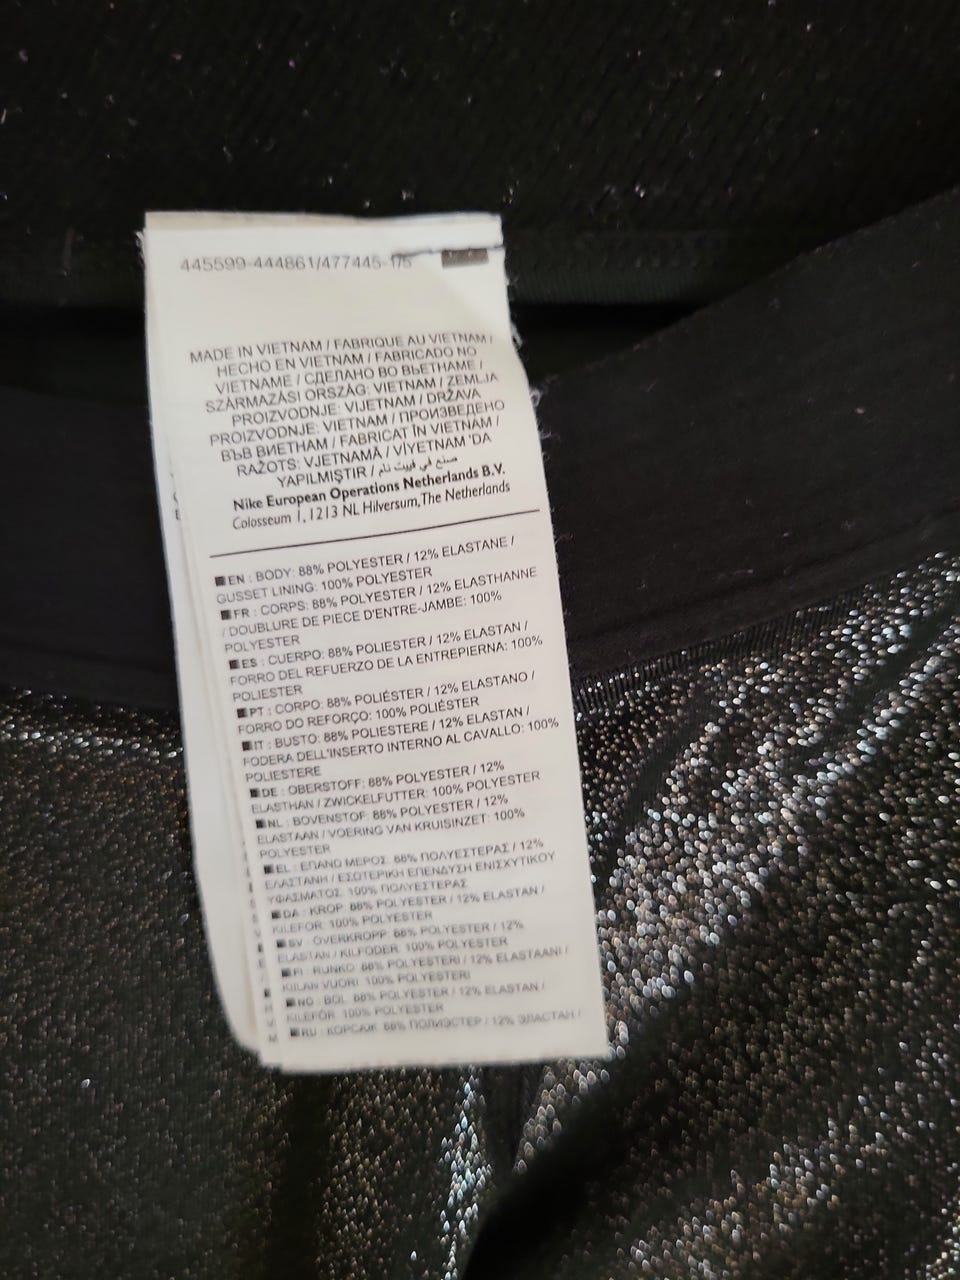 445599-444861/477445-175
MADE IN VIETNAM / FABRIQUE AU VIETNAM /
HECHO EN VIETNAM / FABRICADO NO
VIETNAME / СДЕЛАНО ВО ВЬЕТНАМЕ /
SZÁRMAZÁSI ORSZÁG: VIETNAM / ZEMLJA
PROIZVODNJE: VIJETNAM / DRŽAVA
PROIZVODNJE: VIETNAM / ПРОИЗВЕДЕНО
ВЪВ ВИЕТНАМ / FABRICAT ÎN VIETNAM /
RAŽOTS: VJETNAMĀ / VİYETNAM 'DA
YAPILMIŞTIR / صنع في فييت نام
Nike European Operations Netherlands B.V.
Colosseum 1, 1213 NL Hilversum, The Netherlands
EN : BODY: 88% POLYESTER / 12% ELASTANE /
GUSSET LINING: 100% POLYESTER
FR : CORPS: 88% POLYESTER / 12% ELASTHANNE
/ DOUBLURE DE PIECE D'ENTRE-JAMBE: 100%
POLYESTER
ES : CUERPO: 88% POLIESTER / 12% ELASTAN /
FORRO DEL REFUERZO DE LA ENTREPIERNA: 100%
POLIESTER
PT : CORPO: 88% POLIÉSTER / 12% ELASTANO /
FORRO DO REFORÇO: 100% POLIÉSTER
IT : BUSTO: 88% POLIESTERE / 12% ELASTAN /
FODERA DELL'INSERTO INTERNO AL CAVALLO: 100%
POLIESTERE
DE : OBERSTOFF: 88% POLYESTER / 12%
ELASTHAN / ZWICKELFUTTER: 100% POLYESTER
NL : BOVENSTOF: 88% POLYESTER / 12%
ELASTAAN / VOERING VAN KRUISINZET: 100%
POLYESTER
EL : ΕΠΑΝΩ ΜΕΡΟΣ: 88% ΠΟΛΥΕΣΤΕΡΑΣ / 12%
ΕΛΑΣΤΑΝΗ / ΕΣΩΤΕΡΙΚΗ ΕΠΕΝΔΥΣΗ ΕΝΙΣΧΥΤΙΚΟΥ
ΥΦΑΣΜΑΤΟΣ: 100% ΠΟΛΥΕΣΤΕΡΑΣ
DA : KROP: 88% POLYESTER / 12% ELASTAN /
KILEFOR: 100% POLYESTER
SV : OVERKROPP: 88% POLYESTER / 12%
ELASTAN / KILFODER: 100% POLYESTER
FI : RUNKO: 88% POLYESTERI / 12% ELASTAANI /
KIILAN VUORI: 100% POLYESTERI
NO : BOL: 88% POLYESTER / 12% ELASTAN /
KILEFÔR: 100% POLYESTER
RU : КОРСАЖ: 88% ПОЛИЭСТЕР / 12% ЭЛАСТАН /